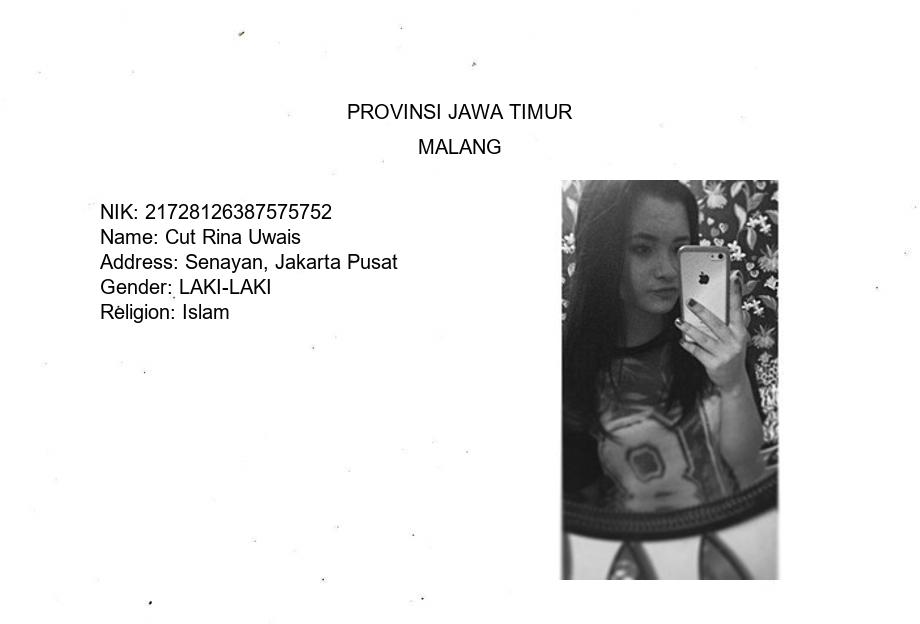 PROVINSI JAWA TIMUR
MALANG
NIK: 21728126387575752
Name: Cut Rina Uwais
Address: Senayan, Jakarta Pusat
Gender: LAKI-LAKI
Religion: Islam